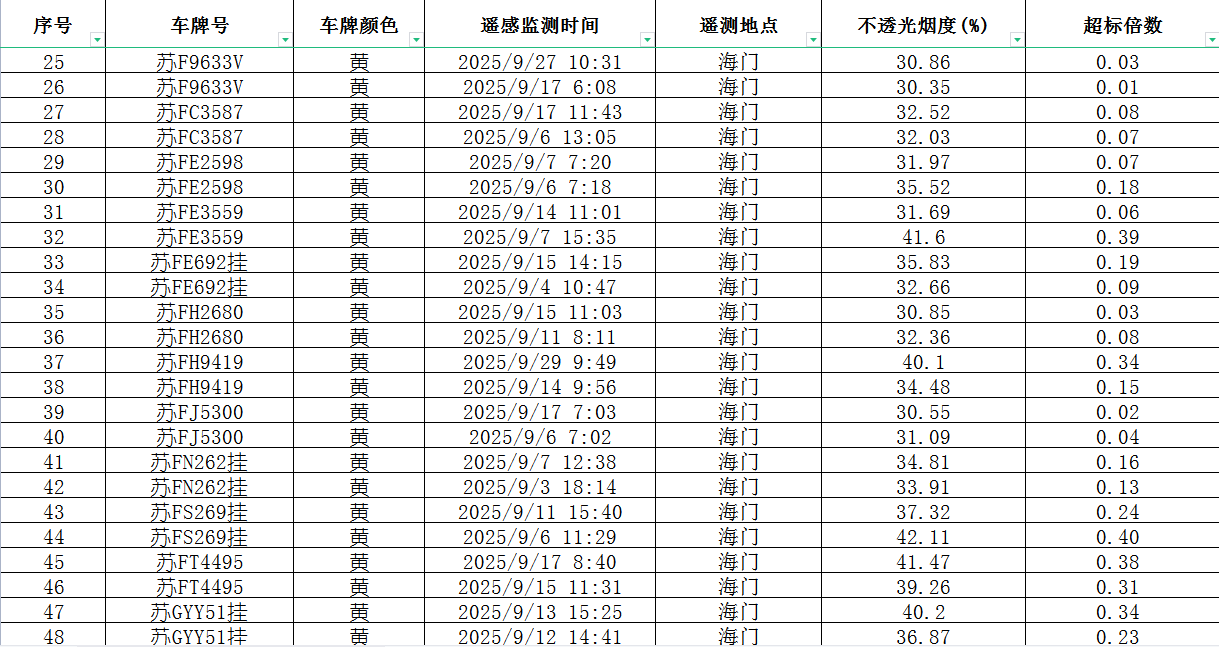 序号 车牌号 车牌颜色 遥感监测时间 遥测地点 不透光烟度(%) 超标倍数
25 苏F9633V 黄 2025/9/27 10:31 海门 30.86 0.03
26 苏F9633V 黄 2025/9/17 6:08 海门 30.35 0.01
27 苏FC3587 黄 2025/9/17 11:43 海门 32.52 0.08
28 苏FC3587 黄 2025/9/6 13:05 海门 32.03 0.07
29 苏FE2598 黄 2025/9/7 7:20 海门 31.97 0.07
30 苏FE2598 黄 2025/9/6 7:18 海门 35.52 0.18
31 苏FE3559 黄 2025/9/14 11:01 海门 31.69 0.06
32 苏FE3559 黄 2025/9/7 15:35 海门 41.6 0.39
33 苏FE692挂 黄 2025/9/15 14:15 海门 35.83 0.19
34 苏FE692挂 黄 2025/9/4 10:47 海门 32.66 0.09
35 苏FH2680 黄 2025/9/15 11:03 海门 30.85 0.03
36 苏FH2680 黄 2025/9/11 8:11 海门 32.36 0.08
37 苏FH9419 黄 2025/9/29 9:49 海门 40.1 0.34
38 苏FH9419 黄 2025/9/14 9:56 海门 34.48 0.15
39 苏FJ5300 黄 2025/9/17 7:03 海门 30.55 0.02
40 苏FJ5300 黄 2025/9/6 7:02 海门 31.09 0.04
41 苏FN262挂 黄 2025/9/7 12:38 海门 34.81 0.16
42 苏FN262挂 黄 2025/9/3 18:14 海门 33.91 0.13
43 苏FS269挂 黄 2025/9/11 15:40 海门 37.32 0.24
44 苏FS269挂 黄 2025/9/6 11:29 海门 42.11 0.40
45 苏FT4495 黄 2025/9/17 8:40 海门 41.47 0.38
46 苏FT4495 黄 2025/9/15 11:31 海门 39.26 0.31
47 苏GYY51挂 黄 2025/9/13 15:25 海门 40.2 0.34
48 苏GYY51挂 黄 2025/9/12 14:41 海门 36.87 0.23